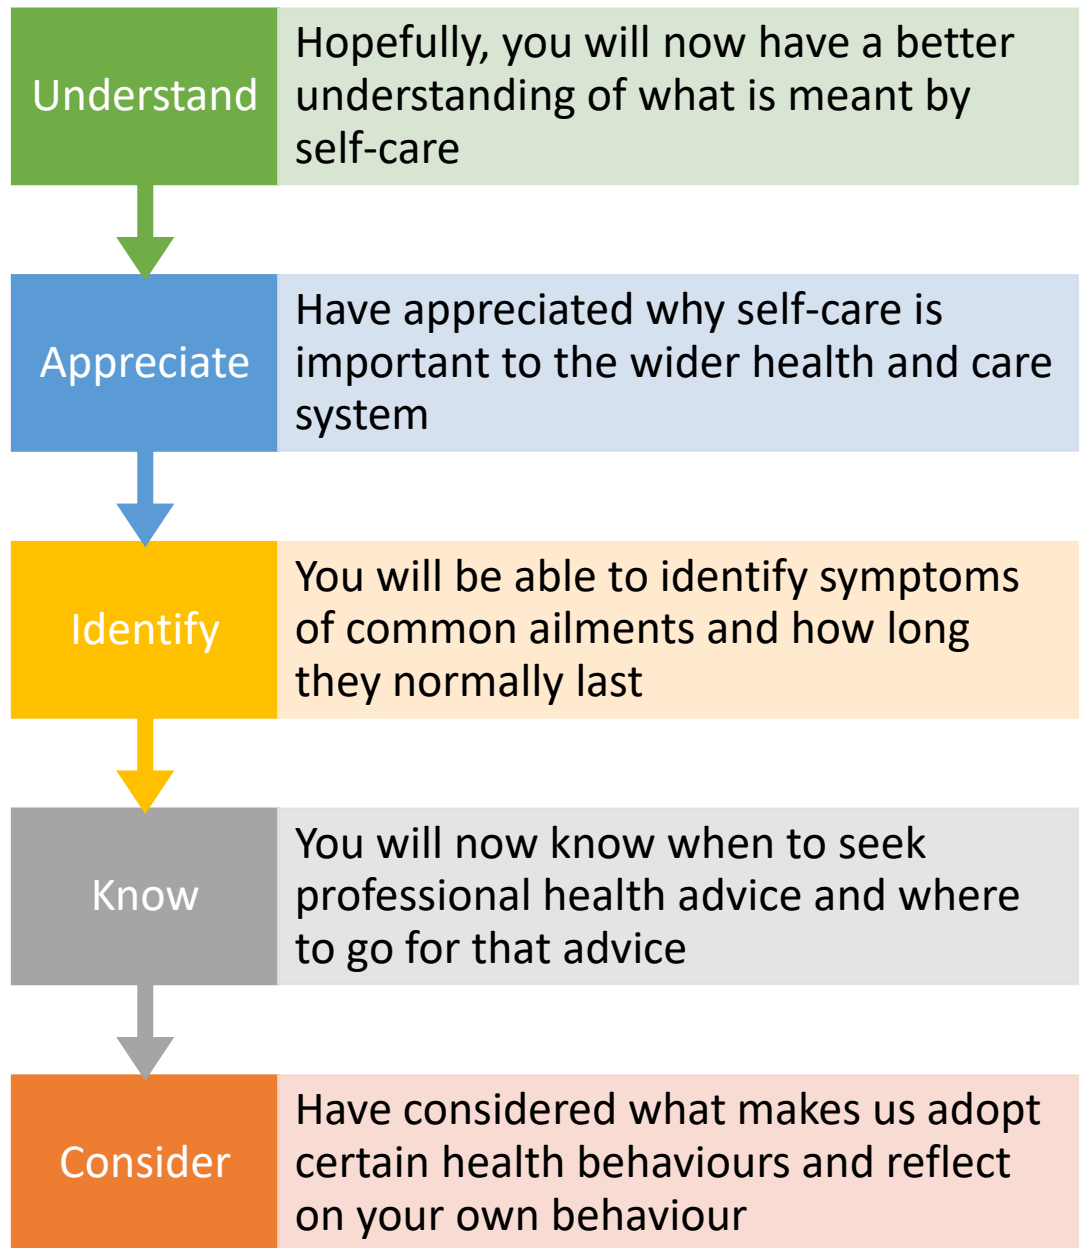 Understand
Hopefully, you will now have a better
understanding of what is meant by
self-care
Appreciate
Have appreciated why self-care is
important to the wider health and care
system
Identify
You will be able to identify symptoms
of common ailments and how long
they normally last
Know
You will now know when to seek
professional health advice and where
to go for that advice
Consider
Have considered what makes us adopt
certain health behaviours and reflect
on your own behaviour